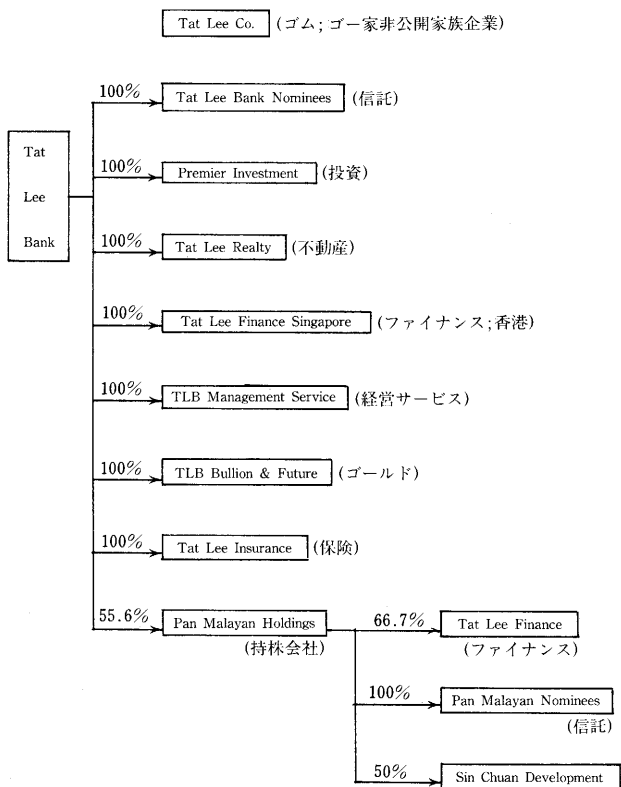 Tat Lee Co. (ゴム;ゴー家非公開家族企業)
100% Tat Lee Bank Nominees (信託)
Tat
Lee
Bank
100% Premier Investment (投資)
100% Tat Lee Realty (不動産)
100% Tat Lee Finance Singapore (ファイナンス;香港)
100% TLB Management Service (経営サービス)
100% TLB Bullion & Future (ゴールド)
100% Tat Lee Insurance (保険)
55.6% Pan Malayan Holdings
(持株会社)
66.7% Tat Lee Finance
(ファイナンス)
100% Pan Malayan Nominees
(信託)
50% Sin Chuan Development